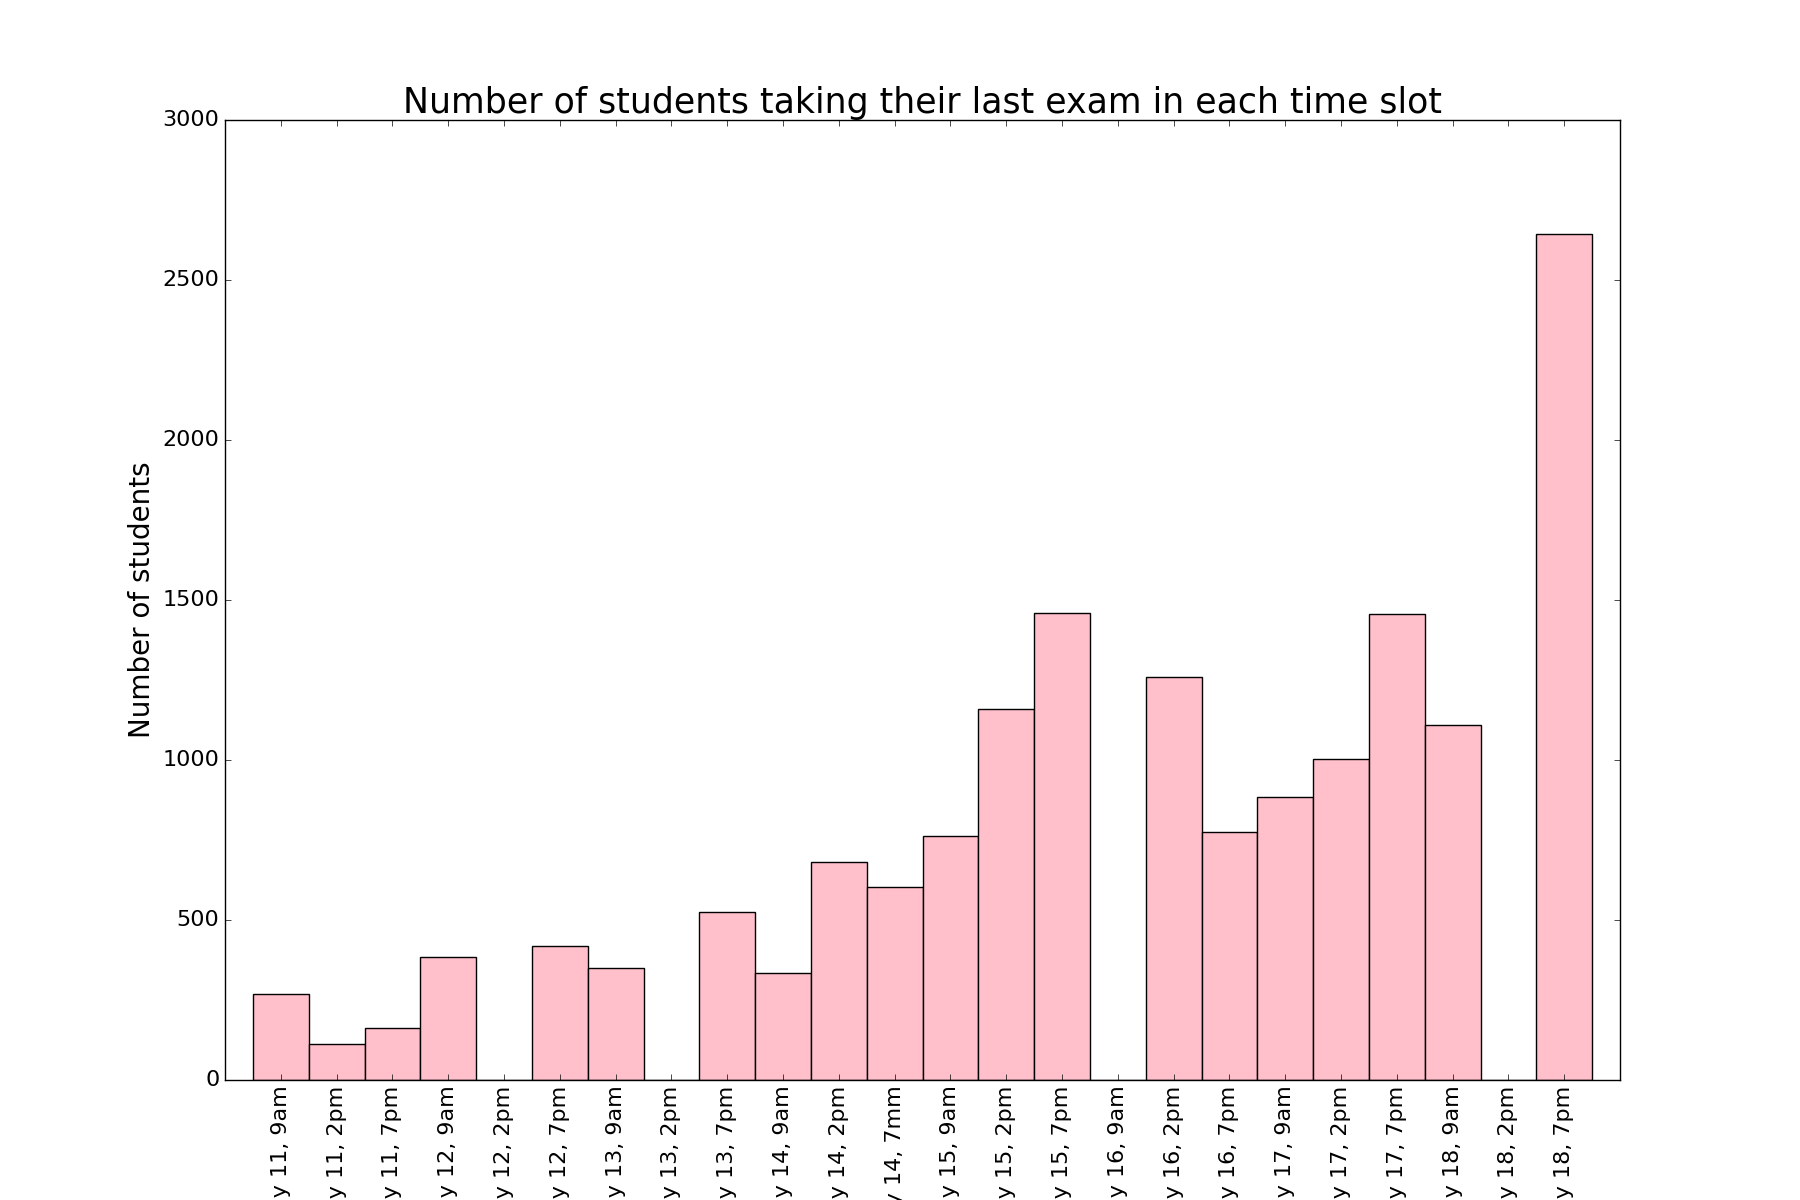 Number of students taking their last exam in each time slot
3000
2500
2000
1500
1000
500
0
Number of students
y 11, 9am
y 11, 2pm
y 11, 7pm
y 12, 9am
y 12, 2pm
y 12, 7pm
y 13, 9am
y 13, 2pm
y 13, 7pm
y 14, 9am
y 14, 2pm
y 14, 7mm
y 15, 9am
y 15, 2pm
y 15, 7pm
y 16, 9am
y 16, 2pm
y 16, 7pm
y 17, 9am
y 17, 2pm
y 17, 7pm
y 18, 9am
y 18, 2pm
y 18, 7pm